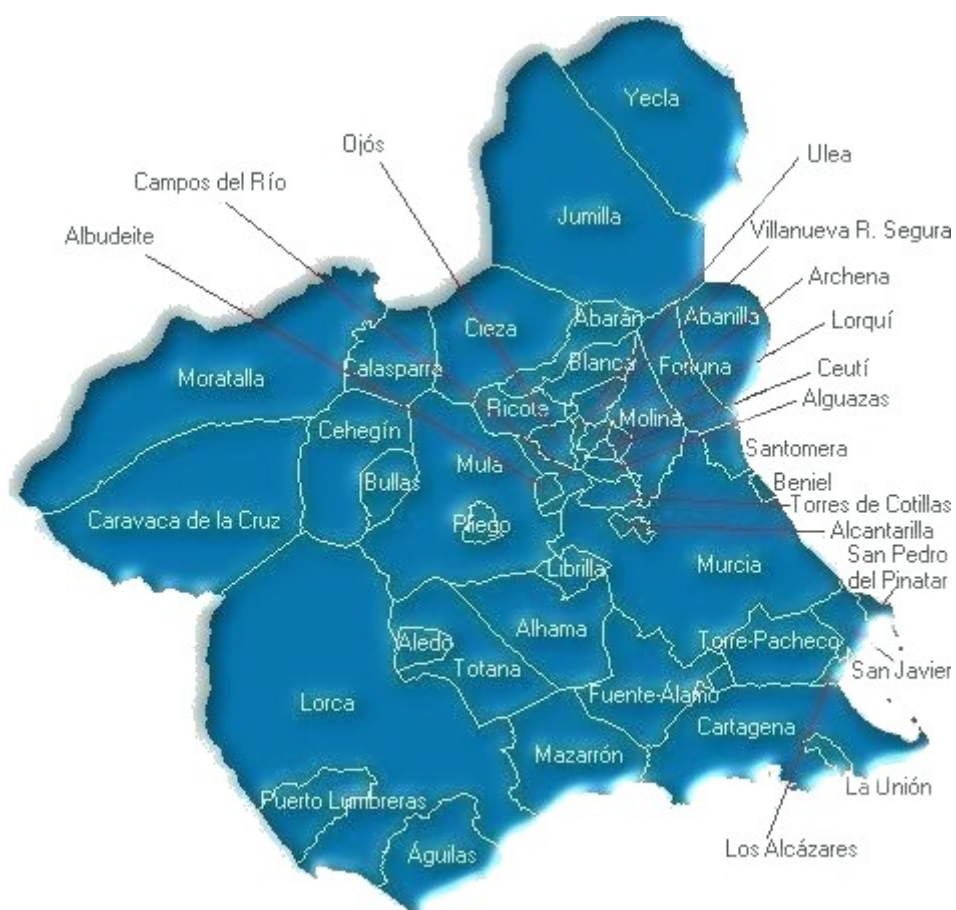 Yecla
Ojós
Ulea
Campos del Río
Jumilla
Villanueva R. Segura
Albudeite
Archena
Abarán
Abanilla
Lorquí
Cieza
Blanca
Fortuna
Ceutí
Moratalla
Calasparra
Alguazas
Ricote
Molina
Cehegín
Santomera
Mula
Bullas
Beniel
Torres de Cotillas
Caravaca de la Cruz
Pliego
Alcantarilla
Librilla
Murcia
San Pedro
del Pinatar
Alhama
Aledo
Torre-Pacheco
Totana
San Javier
Fuente-Álamo
Lorca
Cartagena
Mazarrón
La Unión
Puerto Lumbreras
Los Alcázares
Águilas